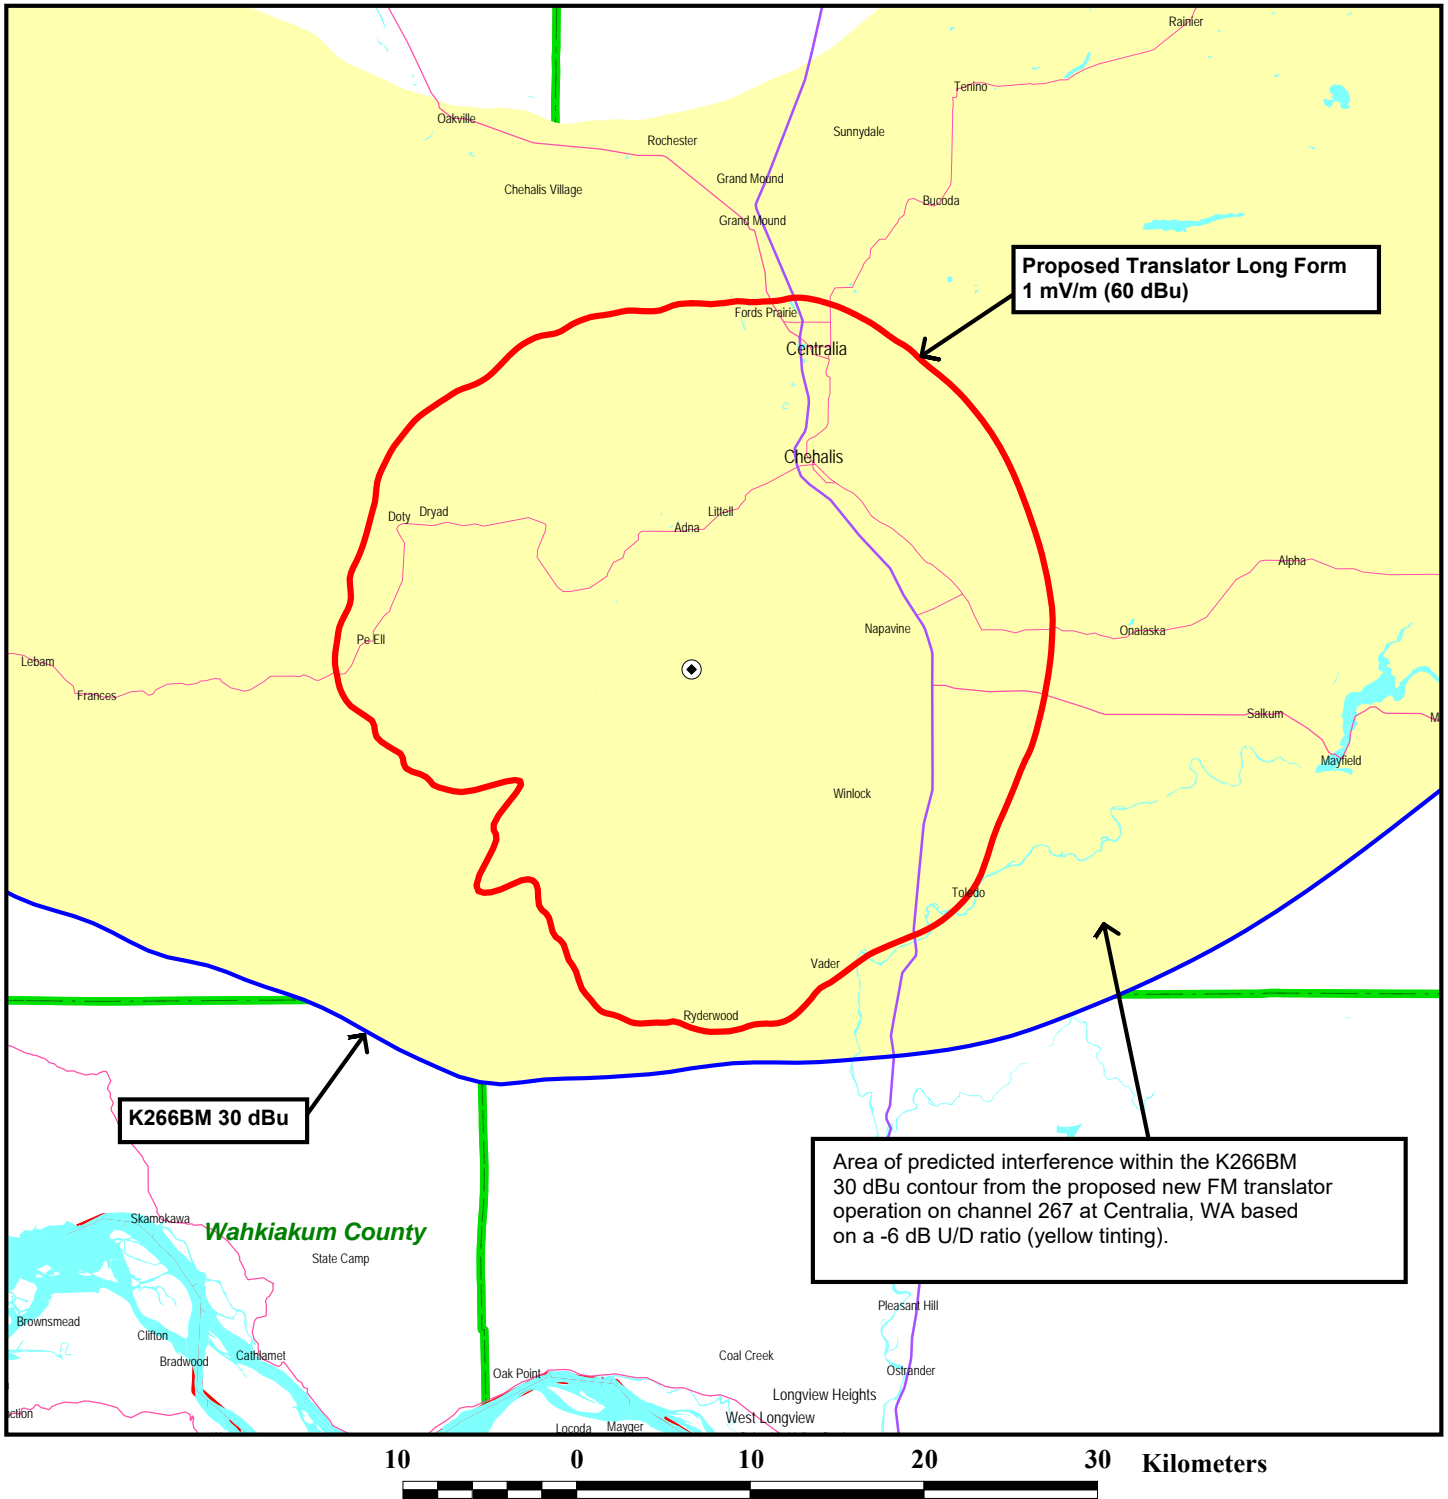 Rainier
Tenino
Oakville
Sunnydale
Rochester
Grand Mound
Chehalis Village
Bucoda
Grand Mound
Proposed Translator Long Form
1 mV/m (60 dBu)
Fords Prairie
Centralia
Chehalis
Doty
Dryad
Littell
Adna
Alpha
Napavine
Onalaska
Pe Ell
Lebam
Frances
Salkum
M
Mayfield
Winlock
Toledo
Vader
Ryderwood
K266BM 30 dBu
Area of predicted interference within the K266BM
30 dBu contour from the proposed new FM translator
operation on channel 267 at Centralia, WA based
on a -6 dB U/D ratio (yellow tinting).
Skamokawa
Wahkiakum County
State Camp
Pleasant Hill
Brownsmead
Clifton
Bradwood
Cathlamet
Coal Creek
Oak Point
Ostrander
Longview Heights
West Longview
ction
Locoda
Mayger
10 0 10 20 30 Kilometers